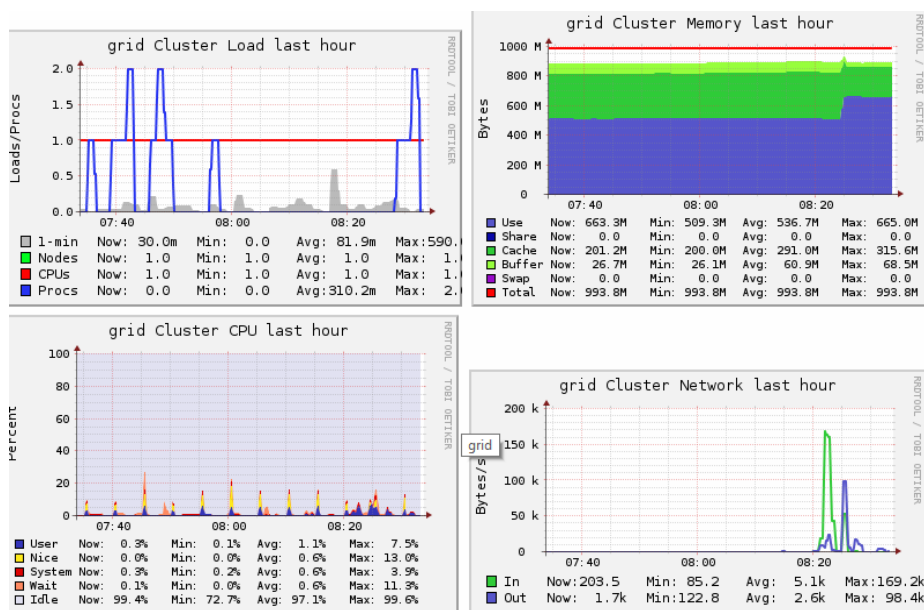 grid Cluster Load last hour
RRDTOOL / TOBI OETIKER
Loads/Procs
2.0
1.5
1.0
0.5
0.0
07:40 08:00 08:20
1-min Now: 30.0m Min: 0.0 Avg: 81.9m Max:590.
Nodes Now: 1.0 Min: 1.0 Avg: 1.0 Max: 1.
CPUs Now: 1.0 Min: 1.0 Avg: 1.0 Max: 1.
Procs Now: 0.0 Min: 0.0 Avg:310.2m Max: 2.
grid Cluster Memory last hour
RRDTOOL / TOBI OETIKER
Bytes
1000 M
800 M
600 M
400 M
200 M
0
07:40 08:00 08:20
Use Now: 663.3M Min: 509.3M Avg: 536.7M Max: 665.0M
Share Now: 0.0 Min: 0.0 Avg: 0.0 Max: 0.0
Cache Now: 201.2M Min: 200.0M Avg: 291.0M Max: 315.6M
Buffer Now: 26.7M Min: 26.1M Avg: 60.9M Max: 68.5M
Swap Now: 0.0 Min: 0.0 Avg: 0.0 Max: 0.0
Total Now: 993.8M Min: 993.8M Avg: 993.8M Max: 993.8M
grid Cluster CPU last hour
RRDTOOL / TOBI OETIKER
Percent
100
80
60
40
20
0
07:40 08:00 08:20
User Now: 0.3% Min: 0.1% Avg: 1.1% Max: 7.5%
Nice Now: 0.0% Min: 0.0% Avg: 0.6% Max: 13.0%
System Now: 0.3% Min: 0.2% Avg: 0.6% Max: 3.9%
Wait Now: 0.1% Min: 0.0% Avg: 0.6% Max: 11.3%
Idle Now: 99.4% Min: 72.7% Avg: 97.1% Max: 99.6%
grid
grid Cluster Network last hour
RRDTOOL / TOBI OETIKER
Bytes/s
200 k
150 k
100 k
50 k
0
07:40 08:00 08:20
In Now:203.5 Min: 85.2 Avg: 5.1k Max:169.2k
Out Now: 1.7k Min:122.8 Avg: 2.6k Max: 98.4k